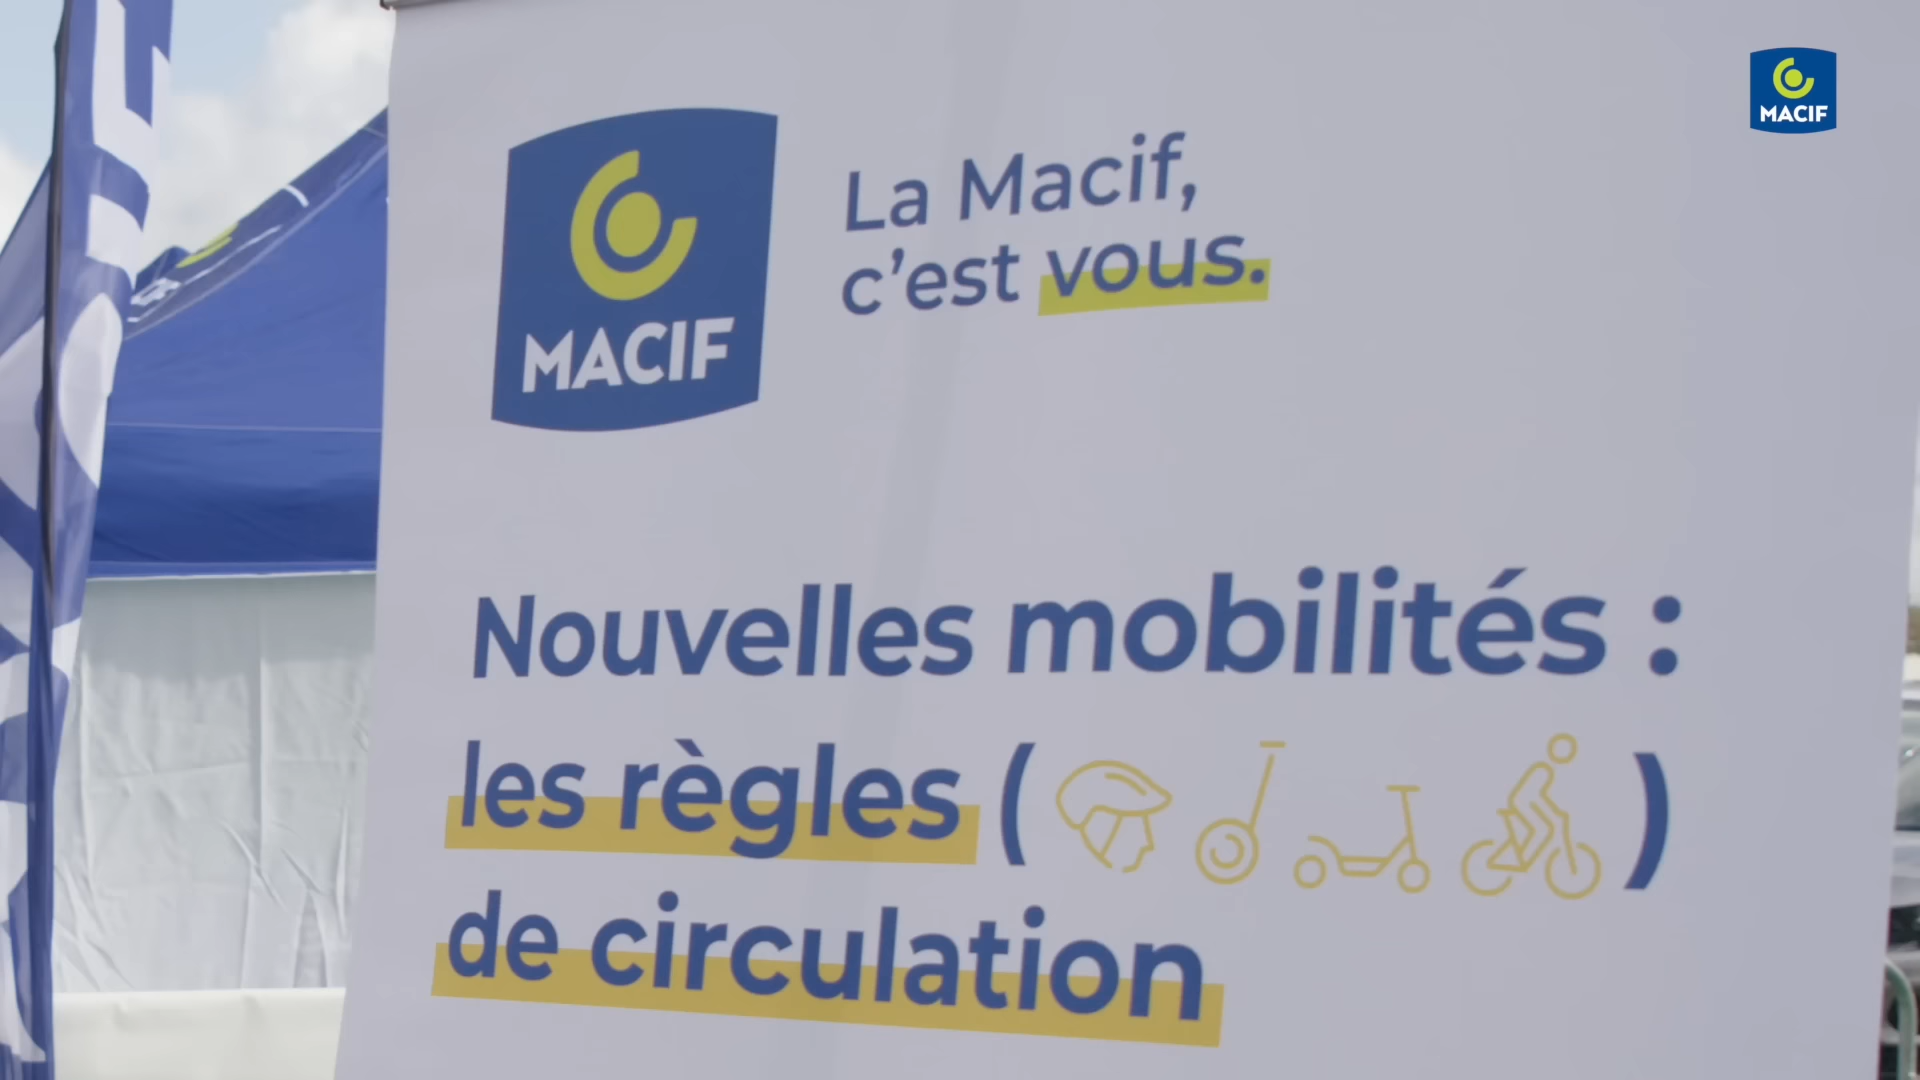 MACIF
La Macif,
c'est vous.
MACIF
Nouvelles mobilités :
les règles ( )
de circulation